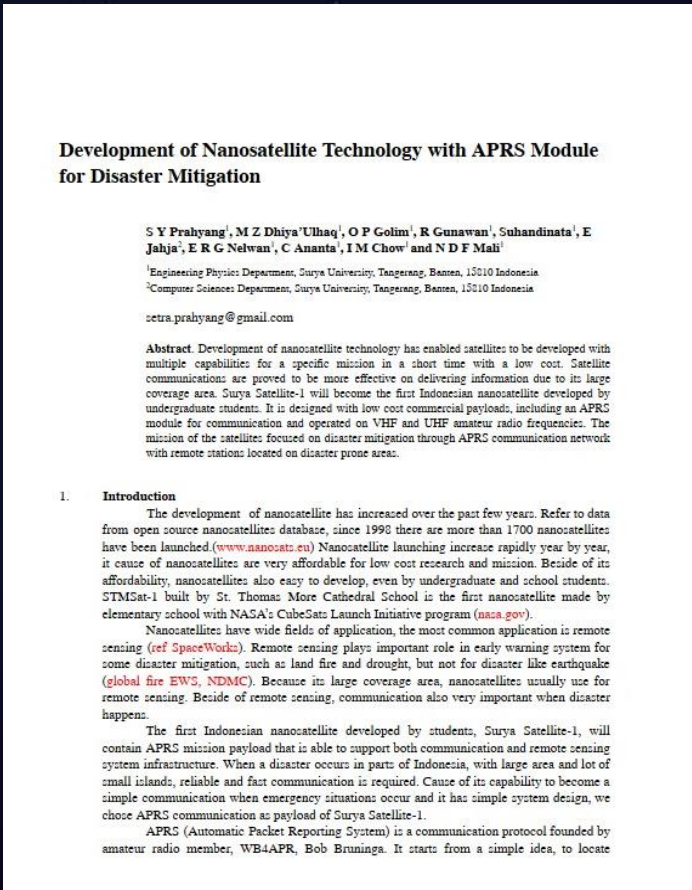 Development of Nanosatellite Technology with APRS Module
for Disaster Mitigation
S Y Prahyang¹, M Z Dhiya'Ulhaq¹, O P Golim¹, R Gunawan¹, Suhandinata¹, E
Jahja², E R G Nelwan¹, C Ananta¹, I M Chow¹ and N D F Mali¹
¹Engineering Physics Department, Surya University, Tangerang, Banten, 15810 Indonesia
²Computer Sciences Department, Surya University, Tangerang, Banten, 15810 Indonesia
setra.prahyang@gmail.com
Abstract. Development of nanosatellite technology has enabled satellites to be developed with
multiple capabilities for a specific mission in a short time with a low cost. Satellite
communications are proved to be more effective on delivering information due to its large
coverage area. Surya Satellite-1 will become the first Indonesian nanosatellite developed by
undergraduate students. It is designed with low cost commercial payloads, including an APRS
module for communication and operated on VHF and UHF amateur radio frequencies. The
mission of the satellites focused on disaster mitigation through APRS communication network
with remote stations located on disaster prone areas.
1. Introduction
The development of nanosatellite has increased over the past few years. Refer to data
from open source nanosatellites database, since 1998 there are more than 1700 nanosatellites
have been launched.(www.nanosats.eu) Nanosatellite launching increase rapidly year by year,
it cause of nanosatellites are very affordable for low cost research and mission. Beside of its
affordability, nanosatellites also easy to develop, even by undergraduate and school students.
STMSat-1 built by St. Thomas More Cathedral School is the first nanosatellite made by
elementary school with NASA's CubeSats Launch Initiative program (nasa.gov).
Nanosatellites have wide fields of application, the most common application is remote
sensing (ref SpaceWorks). Remote sensing plays important role in early warning system for
some disaster mitigation, such as land fire and drought, but not for disaster like earthquake
(global fire EWS, NDMC). Because its large coverage area, nanosatellites usually use for
remote sensing. Beside of remote sensing, communication also very important when disaster
happens.
The first Indonesian nanosatellite developed by students, Surya Satellite-1, will
contain APRS mission payload that is able to support both communication and remote sensing
system infrastructure. When a disaster occurs in parts of Indonesia, with large area and lot of
small islands, reliable and fast communication is required. Cause of its capability to become a
simple communication when emergency situations occur and it has simple system design, we
chose APRS communication as payload of Surya Satellite-1.
APRS (Automatic Packet Reporting System) is a communication protocol founded by
amateur radio member, WB4APR, Bob Bruninga. It starts from a simple idea, to locate